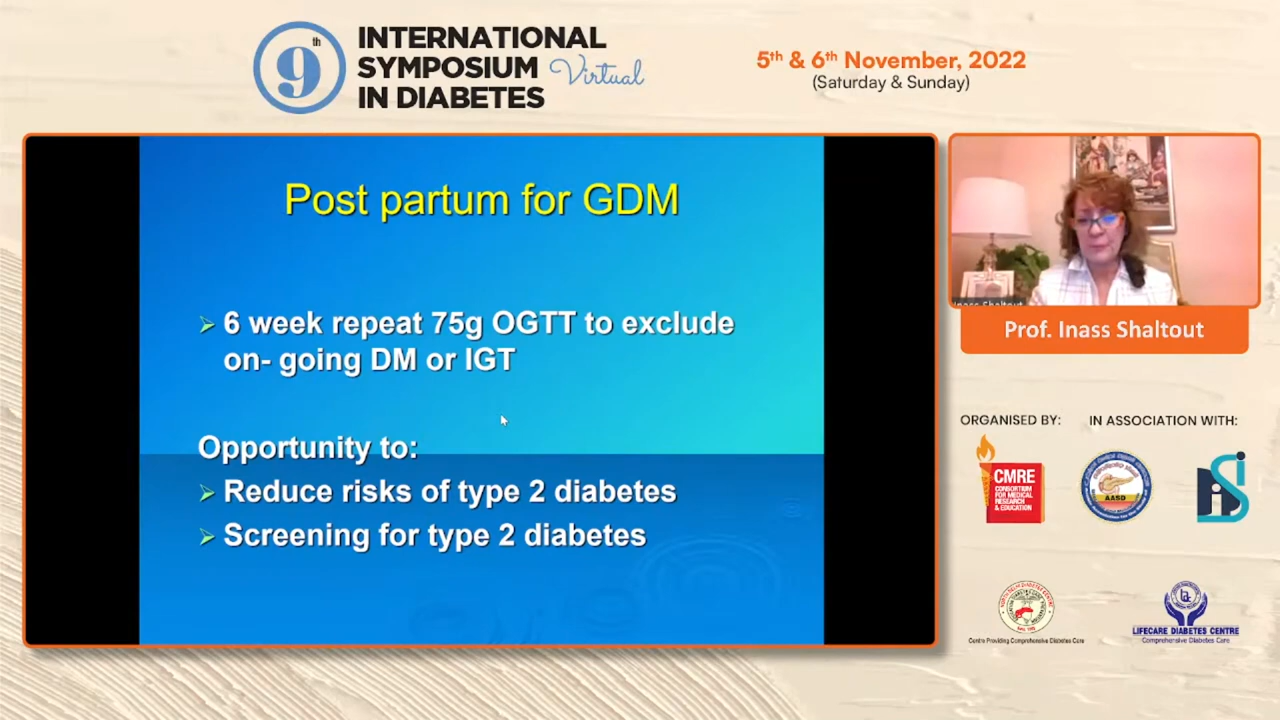 9th
INTERNATIONAL
SYMPOSIUM Virtual
IN DIABETES
5th & 6th November, 2022
(Saturday & Sunday)
Post partum for GDM
6 week repeat 75g OGTT to exclude
on- going DM or IGT
Opportunity to:
Reduce risks of type 2 diabetes
Screening for type 2 diabetes
Inass Shaltout
Prof. Inass Shaltout
ORGANISED BY:
IN ASSOCIATION WITH:
CMRE
CONSORTIUM
FOR MEDICAL
RESEARCH
& EDUCATION
AASD
Centre Providing Comprehensive Diabetes Care
LIFECARE DIABETES CENTRE
Comprehensive Diabetes Care